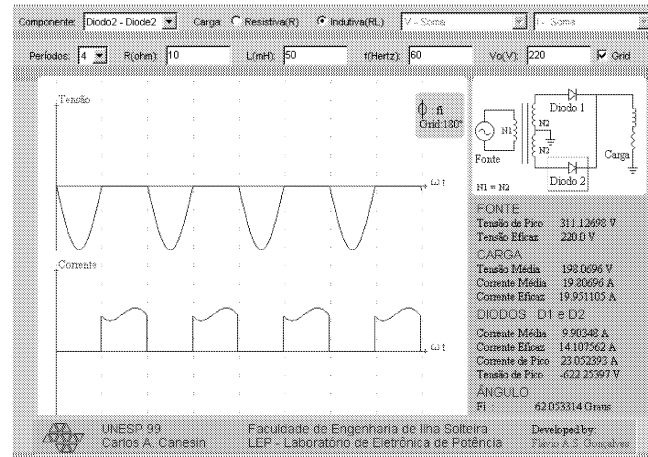 Componente: Diodo2 - Diode2 Carga: Resistiva(R) Indutiva(RL) V - Soma I - Soma
Períodos: 4 R(ohm): 10 L(mH): 50 f(Hertz): 60 Vo(V): 220 Grid
Tensão
ϕ fi
Grid:180°
ω t
Corrente
ω t
Diodo 1
N1
N2
N2
Fonte
Carga
Diodo 2
N1 = N2
FONTE
Tensão de Pico 311.12698 V
Tensão Eficaz 220.0 V
CARGA
Tensão Média 198.0696 V
Corrente Média 19.80696 A
Corrente Eficaz 19.951105 A
DIODOS D1 e D2
Corrente Média 9.90348 A
Corrente Eficaz 14.107562 A
Corrente de Pico 23.052393 A
Tensão de Pico -622.25397 V
ÂNGULO
Fi 62.053314 Graus
UNESP 99 Faculdade de Engenharia de Ilha Solteira Developed by:
Carlos A. Canesin LEP - Laboratório de Eletrônica de Potência Flávio A.S. Gonçalves